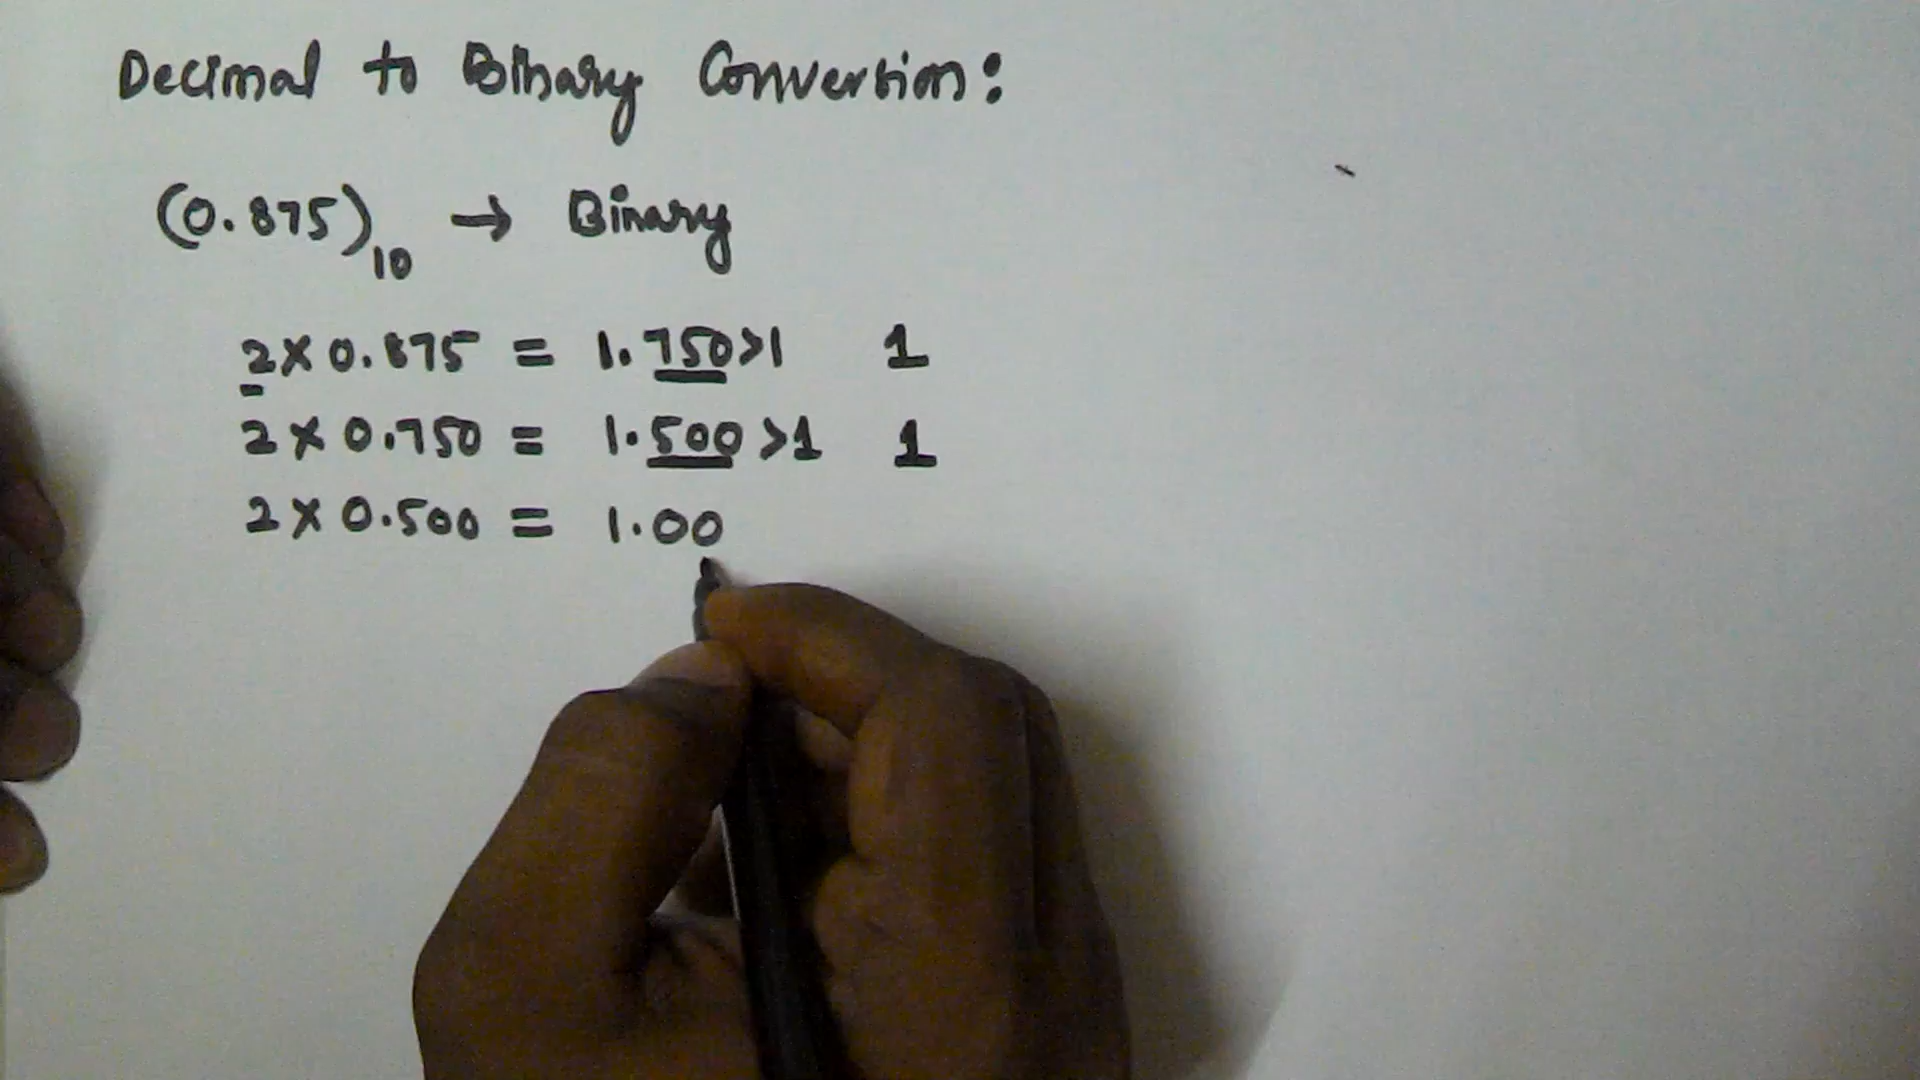 Decimal to Binary Conversion:
(0.875)10 → Binary
2 × 0.875 = 1.750>1 1
2 × 0.750 = 1.500>1 1
2 × 0.500 = 1.00